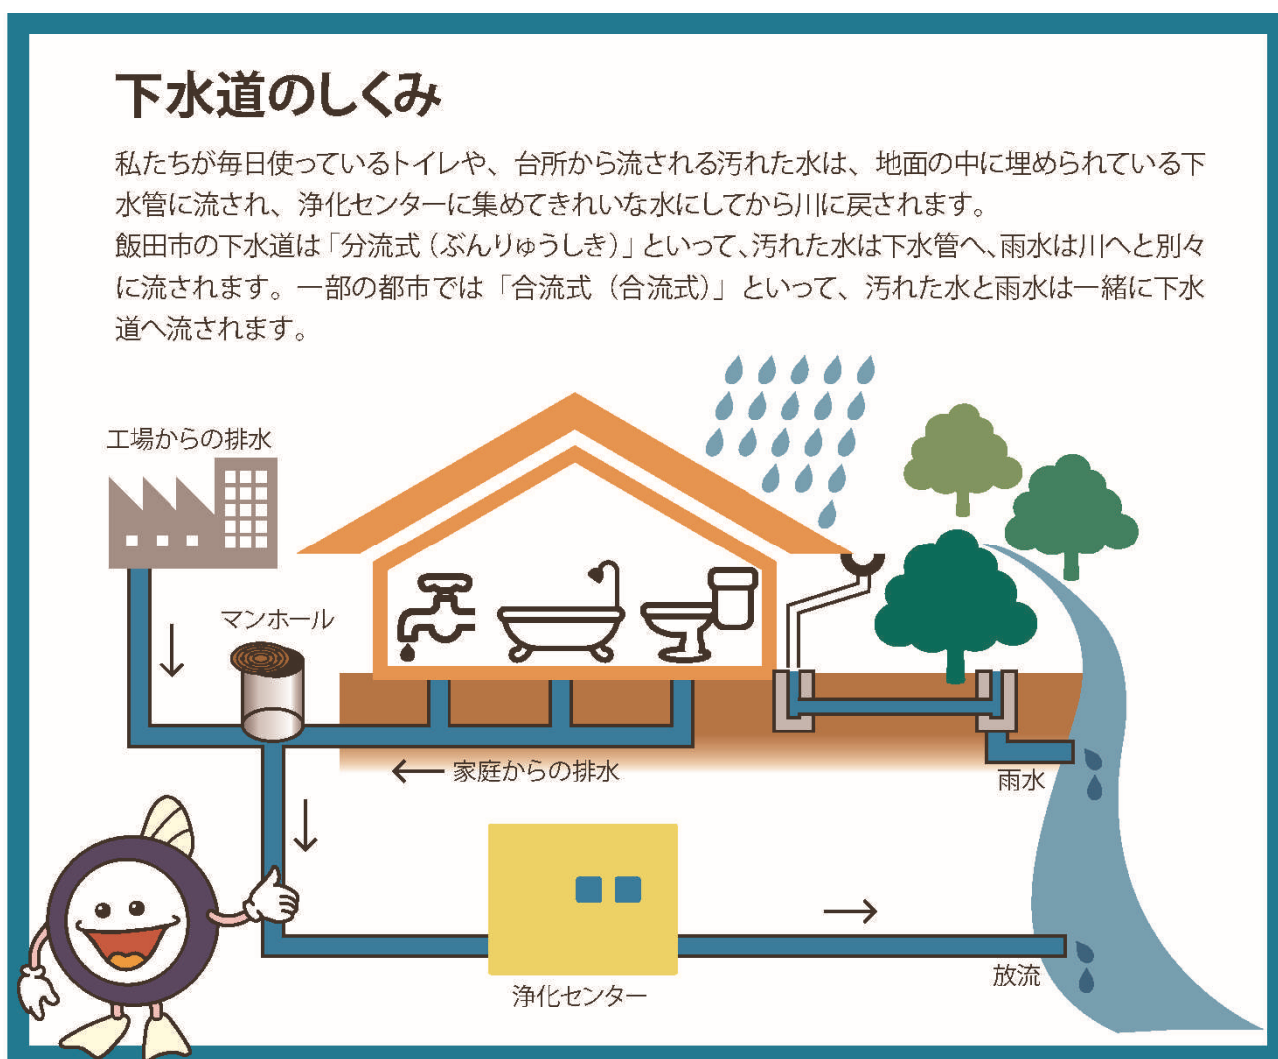 下水道のしくみ
私たちが毎日使っているトイレや、台所から流される汚れた水は、地面の中に埋められている下
水管に流され、浄化センターに集めてきれいな水にしてから川に戻されます。
飯田市の下水道は「分流式（ぶんりゅうしき）」といって、汚れた水は下水管へ、雨水は川へと別々
に流されます。一部の都市では「合流式（合流式）」といって、汚れた水と雨水は一緒に下水
道へ流されます。
工場からの排水
マンホール
家庭からの排水
雨水
浄化センター
放流